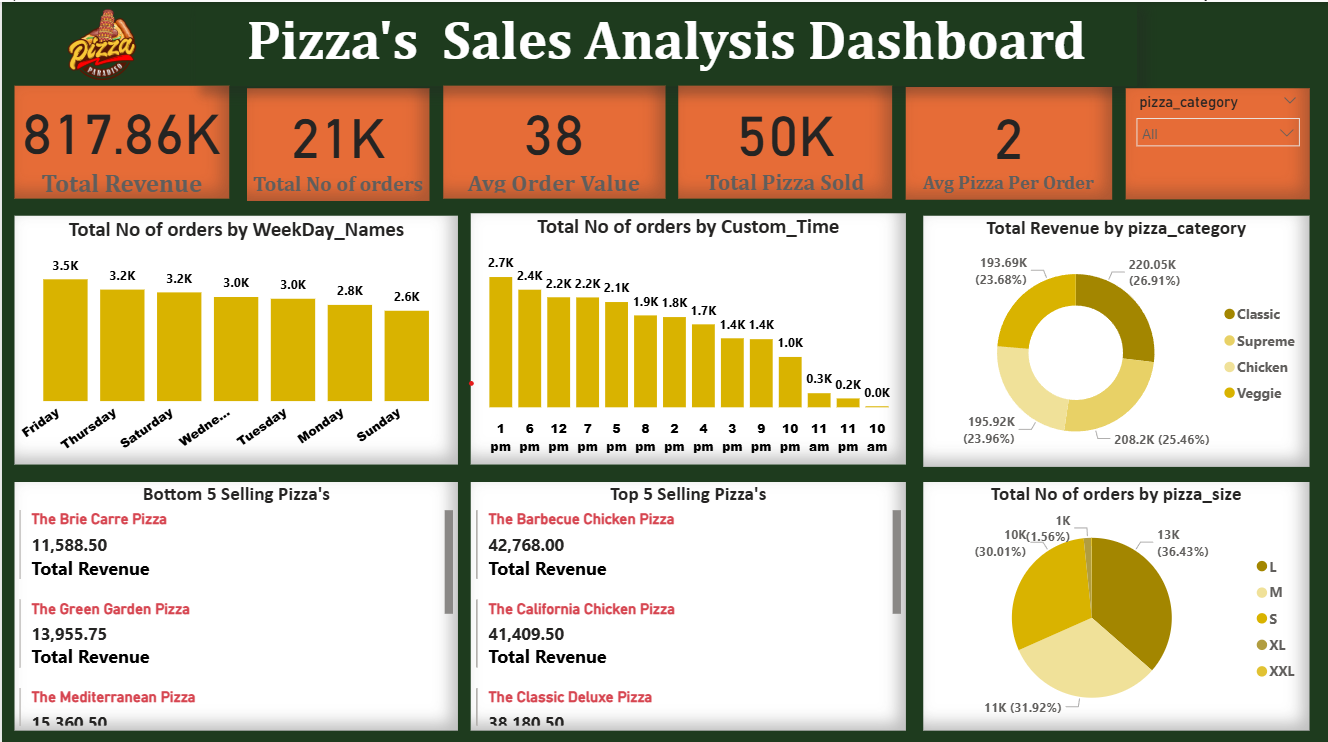 Pizza
PARADISO
Pizza's Sales Analysis Dashboard
817.86K
Total Revenue
21K
Total No of orders
38
Avg Order Value
50K
Total Pizza Sold
2
Avg Pizza Per Order
pizza_category
All
Total No of orders by WeekDay_Names
3.5K
3.2K
3.2K
3.0K
3.0K
2.8K
2.6K
Friday
Thursday
Saturday
Wedne...
Tuesday
Monday
Sunday
Total No of orders by Custom_Time
2.7K
2.4K
2.2K
2.2K
2.1K
1.9K
1.8K
1.7K
1.4K
1.4K
1.0K
0.3K
0.2K
0.0K
1 pm
6 pm
12 pm
7 pm
5 pm
8 pm
2 pm
4 pm
3 pm
9 pm
10 pm
11 am
11 pm
10 am
Total Revenue by pizza_category
193.69K
(23.68%)
220.05K
(26.91%)
195.92K
(23.96%)
208.2K (25.46%)
Classic
Supreme
Chicken
Veggie
Bottom 5 Selling Pizza's
The Brie Carre Pizza
11,588.50
Total Revenue
The Green Garden Pizza
13,955.75
Total Revenue
The Mediterranean Pizza
15,360.50
Top 5 Selling Pizza's
The Barbecue Chicken Pizza
42,768.00
Total Revenue
The California Chicken Pizza
41,409.50
Total Revenue
The Classic Deluxe Pizza
38,180.50
Total No of orders by pizza_size
1K
(1.56%)
10K
(30.01%)
13K
(36.43%)
11K (31.92%)
L
M
S
XL
XXL